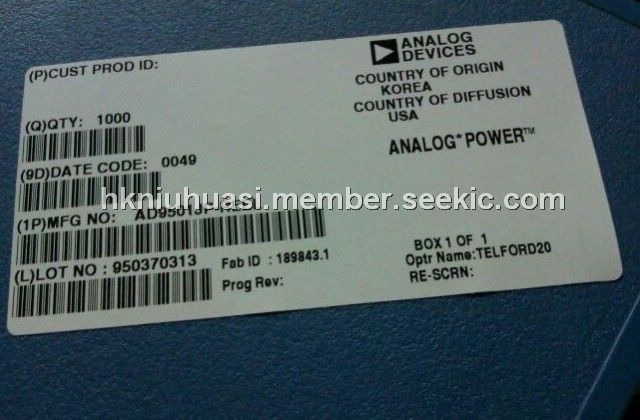 (P)CUST PROD ID:
ANALOG
DEVICES
COUNTRY OF ORIGIN
KOREA
COUNTRY OF DIFFUSION
USA
ANALOG*POWER™
(Q)QTY: 1000
(9D)DATE CODE: 0049
hkniuhuasi.member.seekic.com
(1P)MFG NO:
(L)LOT NO : 950370313
Fab ID : 189843.1
Prog Rev:
BOX 1 OF 1
Optr Name:TELFORD20
RE-SCRN: